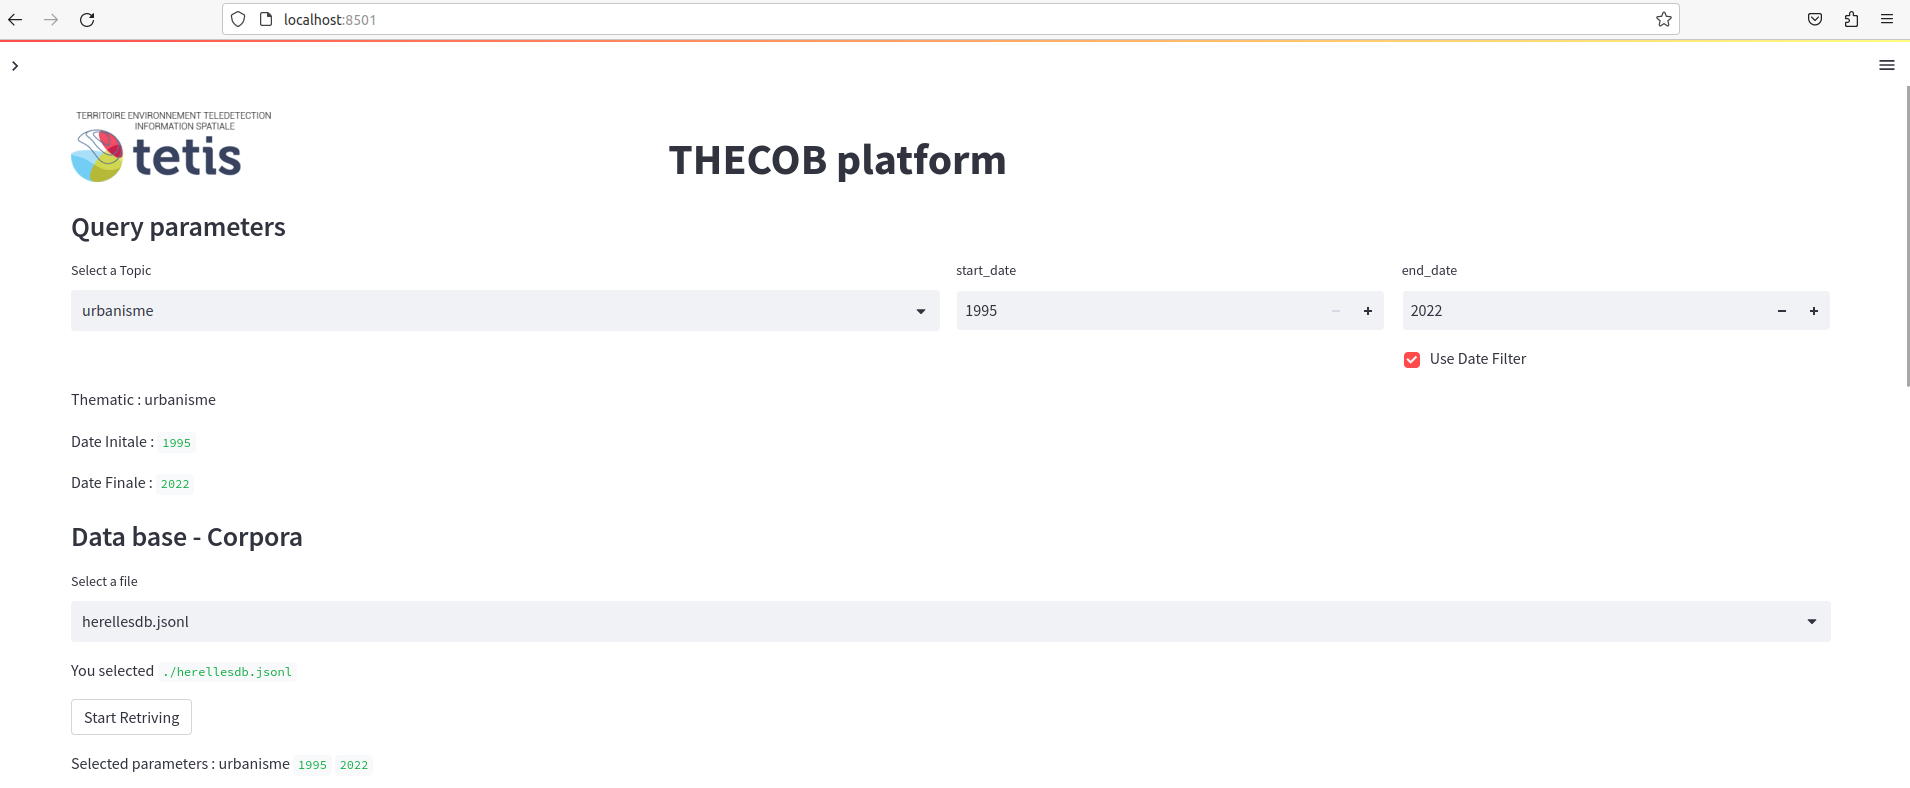 localhost:8501
TERRITOIRE ENVIRONNEMENT TELEDETECTION
INFORMATION SPATIALE
tetis
THECOB platform
Query parameters
Select a Topic
start_date
end_date
urbanisme
1995
2022
Use Date Filter
Thematic : urbanisme
Date Initale : 1995
Date Finale : 2022
Data base - Corpora
Select a file
herellesdb.jsonl
You selected ./herellesdb.jsonl
Start Retriving
Selected parameters : urbanisme 1995 2022